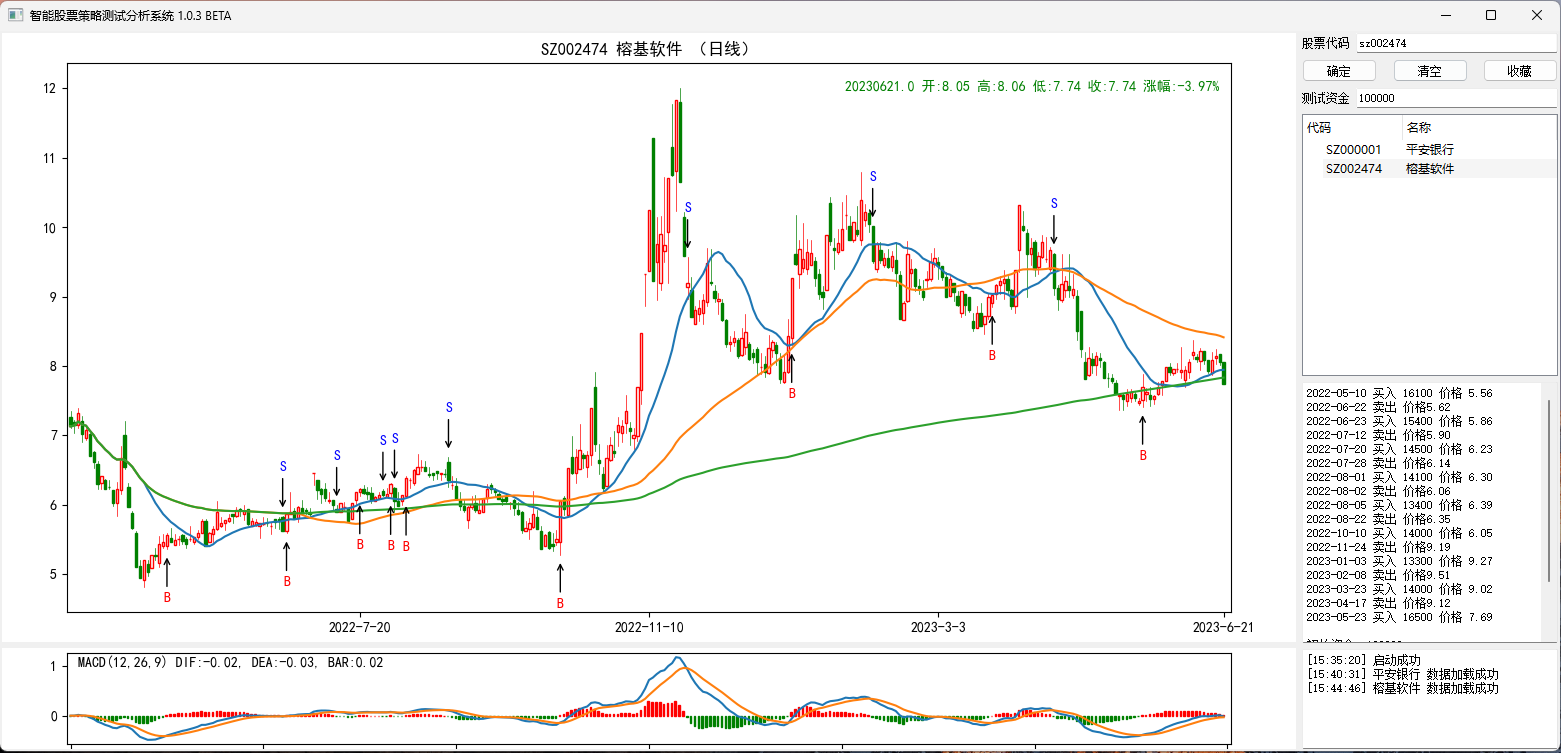 智能股票策略测试分析系统 1.0.3 BETA
SZ002474 榕基软件 （日线）
20230621.0 开:8.05 高:8.06 低:7.74 收:7.74 涨幅:-3.97%
12
11
10
9
8
7
6
5
S
S
S
S
S
S
S
S
B
B
B
B
B
B
B
B
B
2022-7-20
2022-11-10
2023-3-3
2023-6-21
MACD(12,26,9) DIF:-0.02, DEA:-0.03, BAR:0.02
1
0
股票代码 sz002474
确定 清空 收藏
测试资金 100000
代码 名称
SZ000001 平安银行
SZ002474 榕基软件
2022-05-10 买入 16100 价格 5.56
2022-06-22 卖出 价格5.62
2022-06-23 买入 15400 价格 5.86
2022-07-12 卖出 价格5.90
2022-07-20 买入 14500 价格 6.23
2022-07-28 卖出 价格6.14
2022-08-01 买入 14100 价格 6.30
2022-08-02 卖出 价格6.06
2022-08-05 买入 13400 价格 6.39
2022-08-22 卖出 价格6.35
2022-10-10 买入 14000 价格 6.05
2022-11-24 卖出 价格9.19
2023-01-03 买入 13300 价格 9.27
2023-02-08 卖出 价格9.51
2023-03-23 买入 14000 价格 9.02
2023-04-17 卖出 价格9.12
2023-05-23 买入 16500 价格 7.69
[15:35:20] 启动成功
[15:40:31] 平安银行 数据加载成功
[15:44:46] 榕基软件 数据加载成功